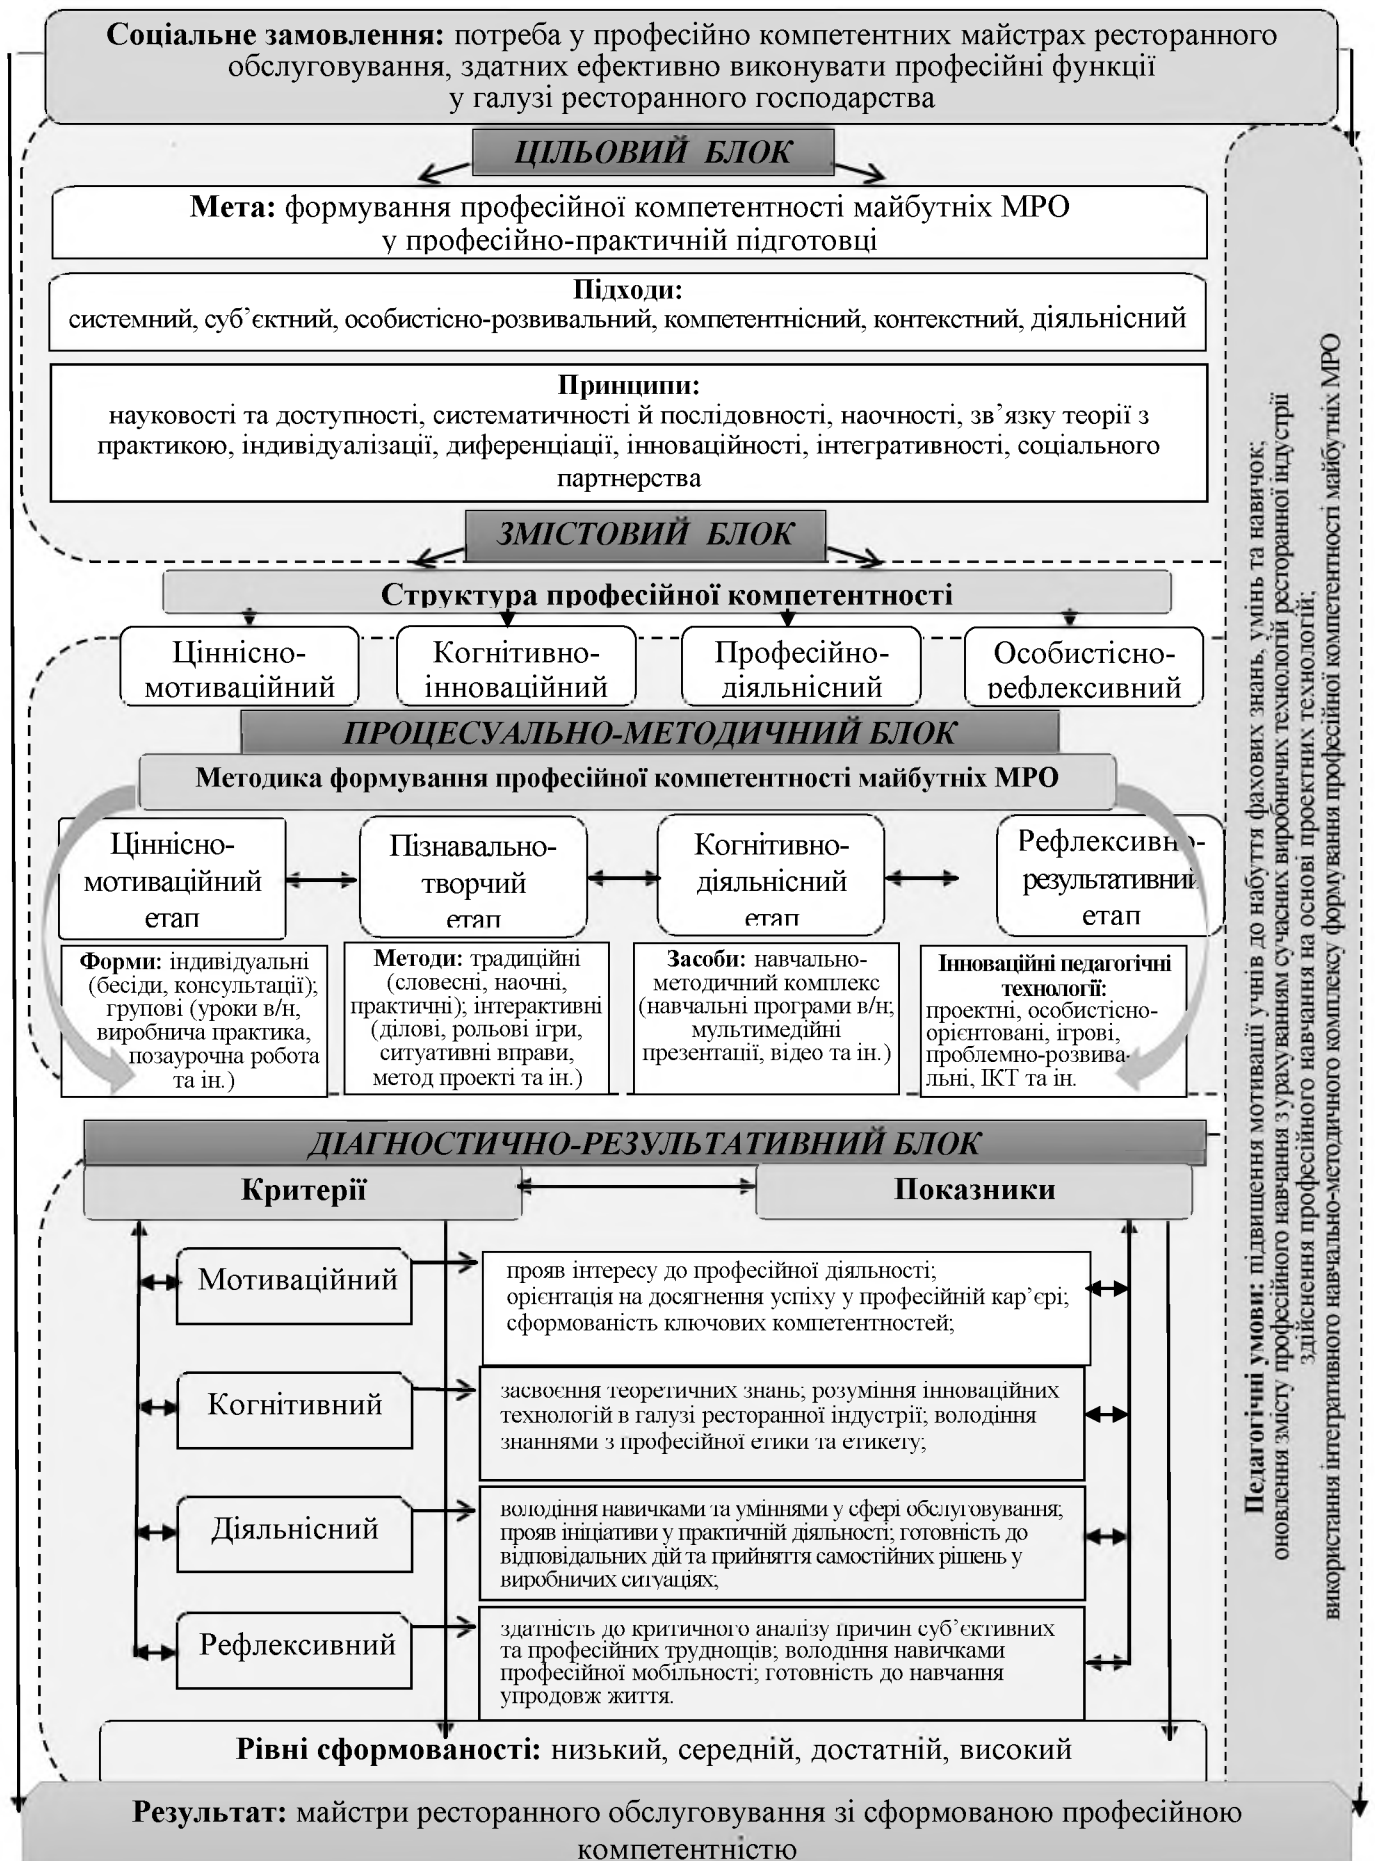 Соціальне замовлення: потреба у професійно компетентних майстрах ресторанного
обслуговування, здатних ефективно виконувати професійні функції
у галузі ресторанного господарства
ЦІЛЬОВИЙ БЛОК
Мета: формування професійної компетентності майбутніх МРО
у професійно-практичній підготовці
Підходи:
системний, суб’єктний, особистісно-розвивальний, компетентнісний, контекстний, діяльнісний
Принципи:
науковості та доступності, систематичності й послідовності, наочності, зв’язку теорії з
практикою, індивідуалізації, диференціації, інноваційності, інтегративності, соціального
партнерства
ЗМІСТОВИЙ БЛОК
Структура професійної компетентності
Ціннісно-
мотиваційний
Когнітивно-
інноваційний
Професійно-
діяльнісний
Особистісно-
рефлексивний
ПРОЦЕСУАЛЬНО-МЕТОДИЧНИЙ БЛОК
Методика формування професійної компетентності майбутніх МРО
Ціннісно-
мотиваційний
етап
Пізнавально-
творчий
етап
Когнітивно-
діяльнісний
етап
Рефлексивно-
результативний
етап
Форми: індивідуальні
(бесіди, консультації);
групові (уроки в/н,
виробнича практика,
позаурочна робота
та ін.)
Методи: традиційні
(словесні, наочні,
практичні); інтерактивні
(ділові, рольові ігри,
ситуативні вправи,
метод проекті та ін.)
Засоби: навчально-
методичний комплекс
(навчальні програми в/н;
мультимедійні
презентації, відео та ін.)
Інноваційні педагогічні
технології:
проектні, особистісно-
орієнтовані, ігрові,
проблемно-розвива-
льні, ІКТ та ін.
ДІАГНОСТИЧНО-РЕЗУЛЬТАТИВНИЙ БЛОК
Критерії
Показники
Мотиваційний
прояв інтересу до професійної діяльності;
орієнтація на досягнення успіху у професійній кар’єрі;
сформованість ключових компетентностей;
Когнітивний
засвоєння теоретичних знань; розуміння інноваційних
технологій в галузі ресторанної індустрії; володіння
знаннями з професійної етики та етикету;
Діяльнісний
володіння навичками та уміннями у сфері обслуговування;
прояв ініціативи у практичній діяльності; готовність до
відповідальних дій та прийняття самостійних рішень у
виробничих ситуаціях;
Рефлексивний
здатність до критичного аналізу причин суб’єктивних
та професійних труднощів; володіння навичками
професійної мобільності; готовність до навчання
упродовж життя.
Рівні сформованості: низький, середній, достатній, високий
Результат: майстри ресторанного обслуговування зі сформованою професійною
компетентністю
Педагогічні умови: підвищення мотивації учнів до набуття фахових знань, умінь та навичок;
оновлення змісту професійного навчання з урахуванням сучасних виробничих технологій ресторанної індустрії
здійснення професійного навчання на основі проектних технологій;
використання інтегративного навчально-методичного комплексу формування професійної компетентності майбутніх МРО